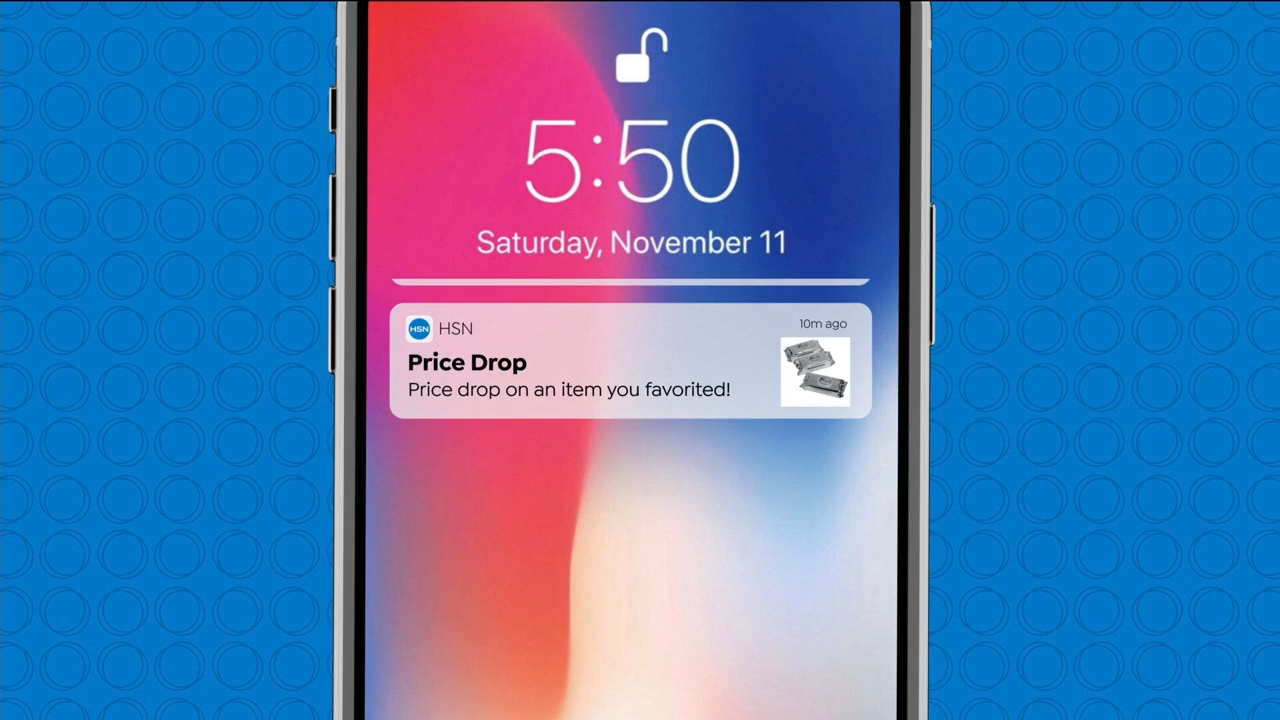 5:50
Saturday, November 11
HSN HSN
10m ago
Price Drop
Price drop on an item you favorited!